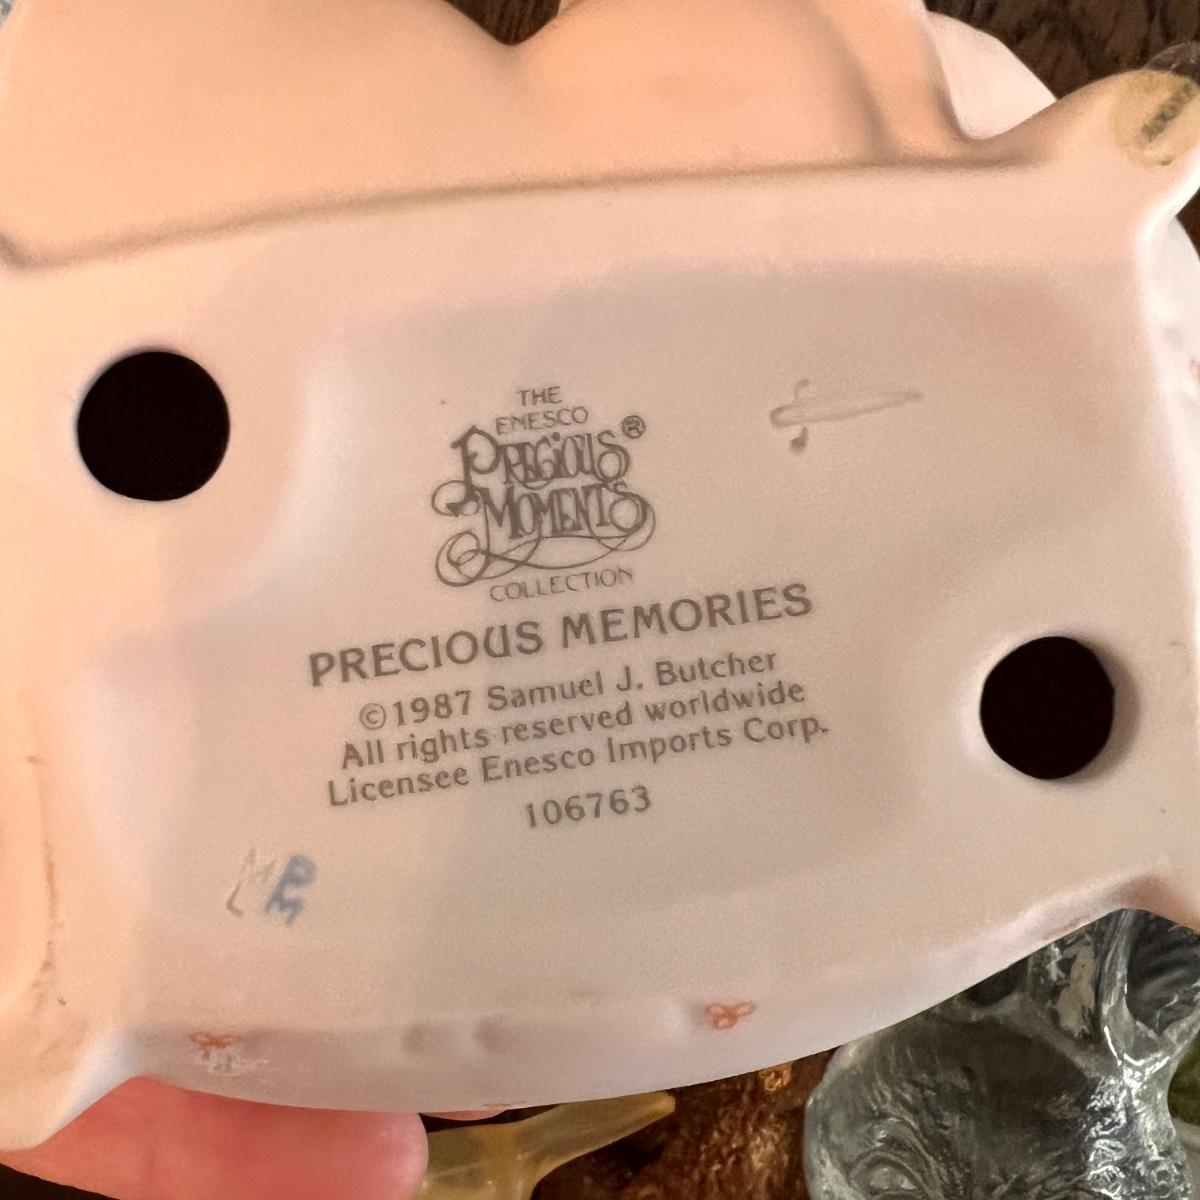 THE
ENESCO
PRECIOUS ®
MOMENTS
COLLECTION
PRECIOUS MEMORIES
©1987 Samuel J. Butcher
All rights reserved worldwide
Licensee Enesco Imports Corp.
106763